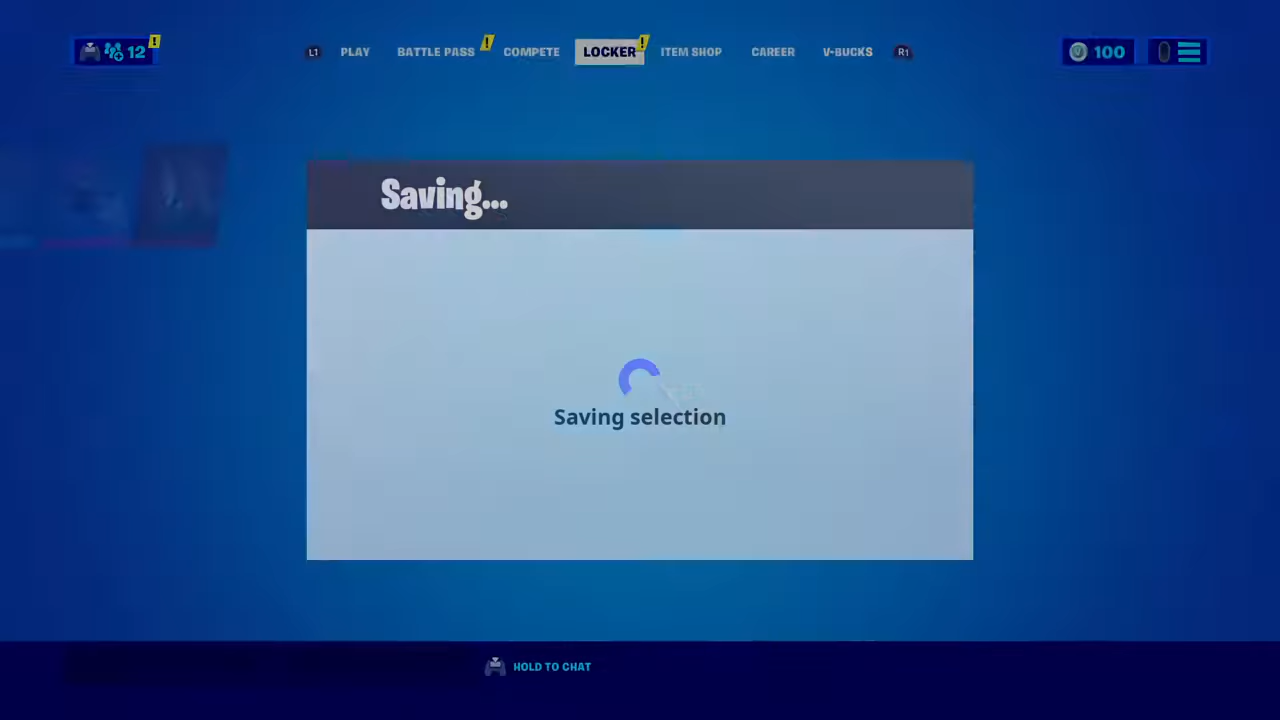 12
L1
PLAY
BATTLE PASS
COMPETE
LOCKER
ITEM SHOP
CAREER
V-BUCKS
R1
100
Saving...
Saving selection
HOLD TO CHAT